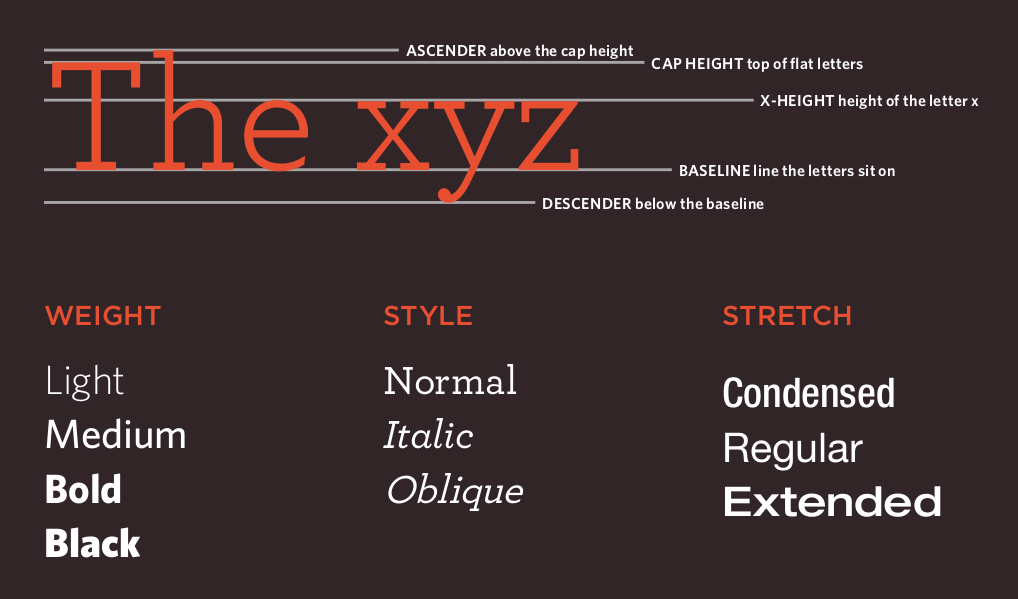 The xyz
ASCENDER above the cap height
CAP HEIGHT top of flat letters
X-HEIGHT height of the letter x
BASELINE line the letters sit on
DESCENDER below the baseline
WEIGHT
Light
Medium
Bold
Black
STYLE
Normal
Italic
Oblique
STRETCH
Condensed
Regular
Extended